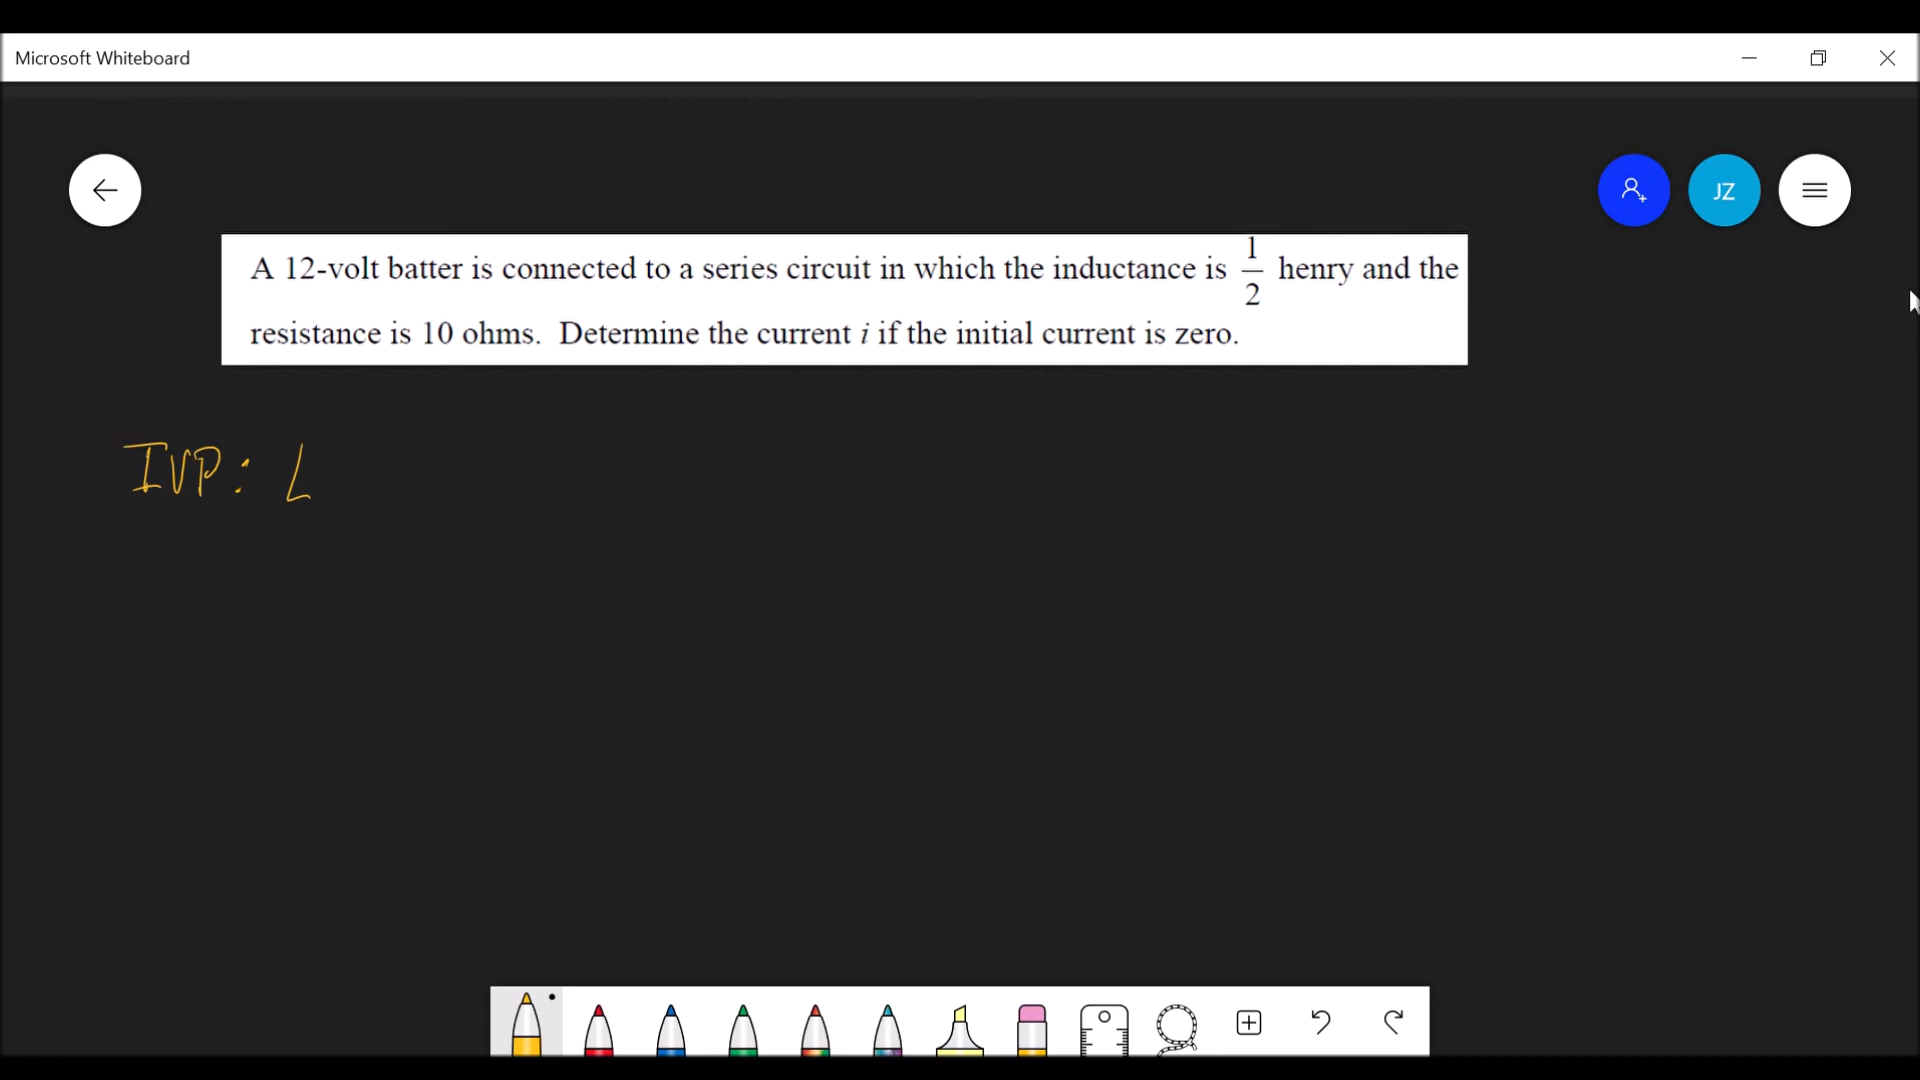 Microsoft Whiteboard
JZ
A 12-volt batter is connected to a series circuit in which the inductance is 1/2 henry and the
resistance is 10 ohms. Determine the current i if the initial current is zero.
IVP: L